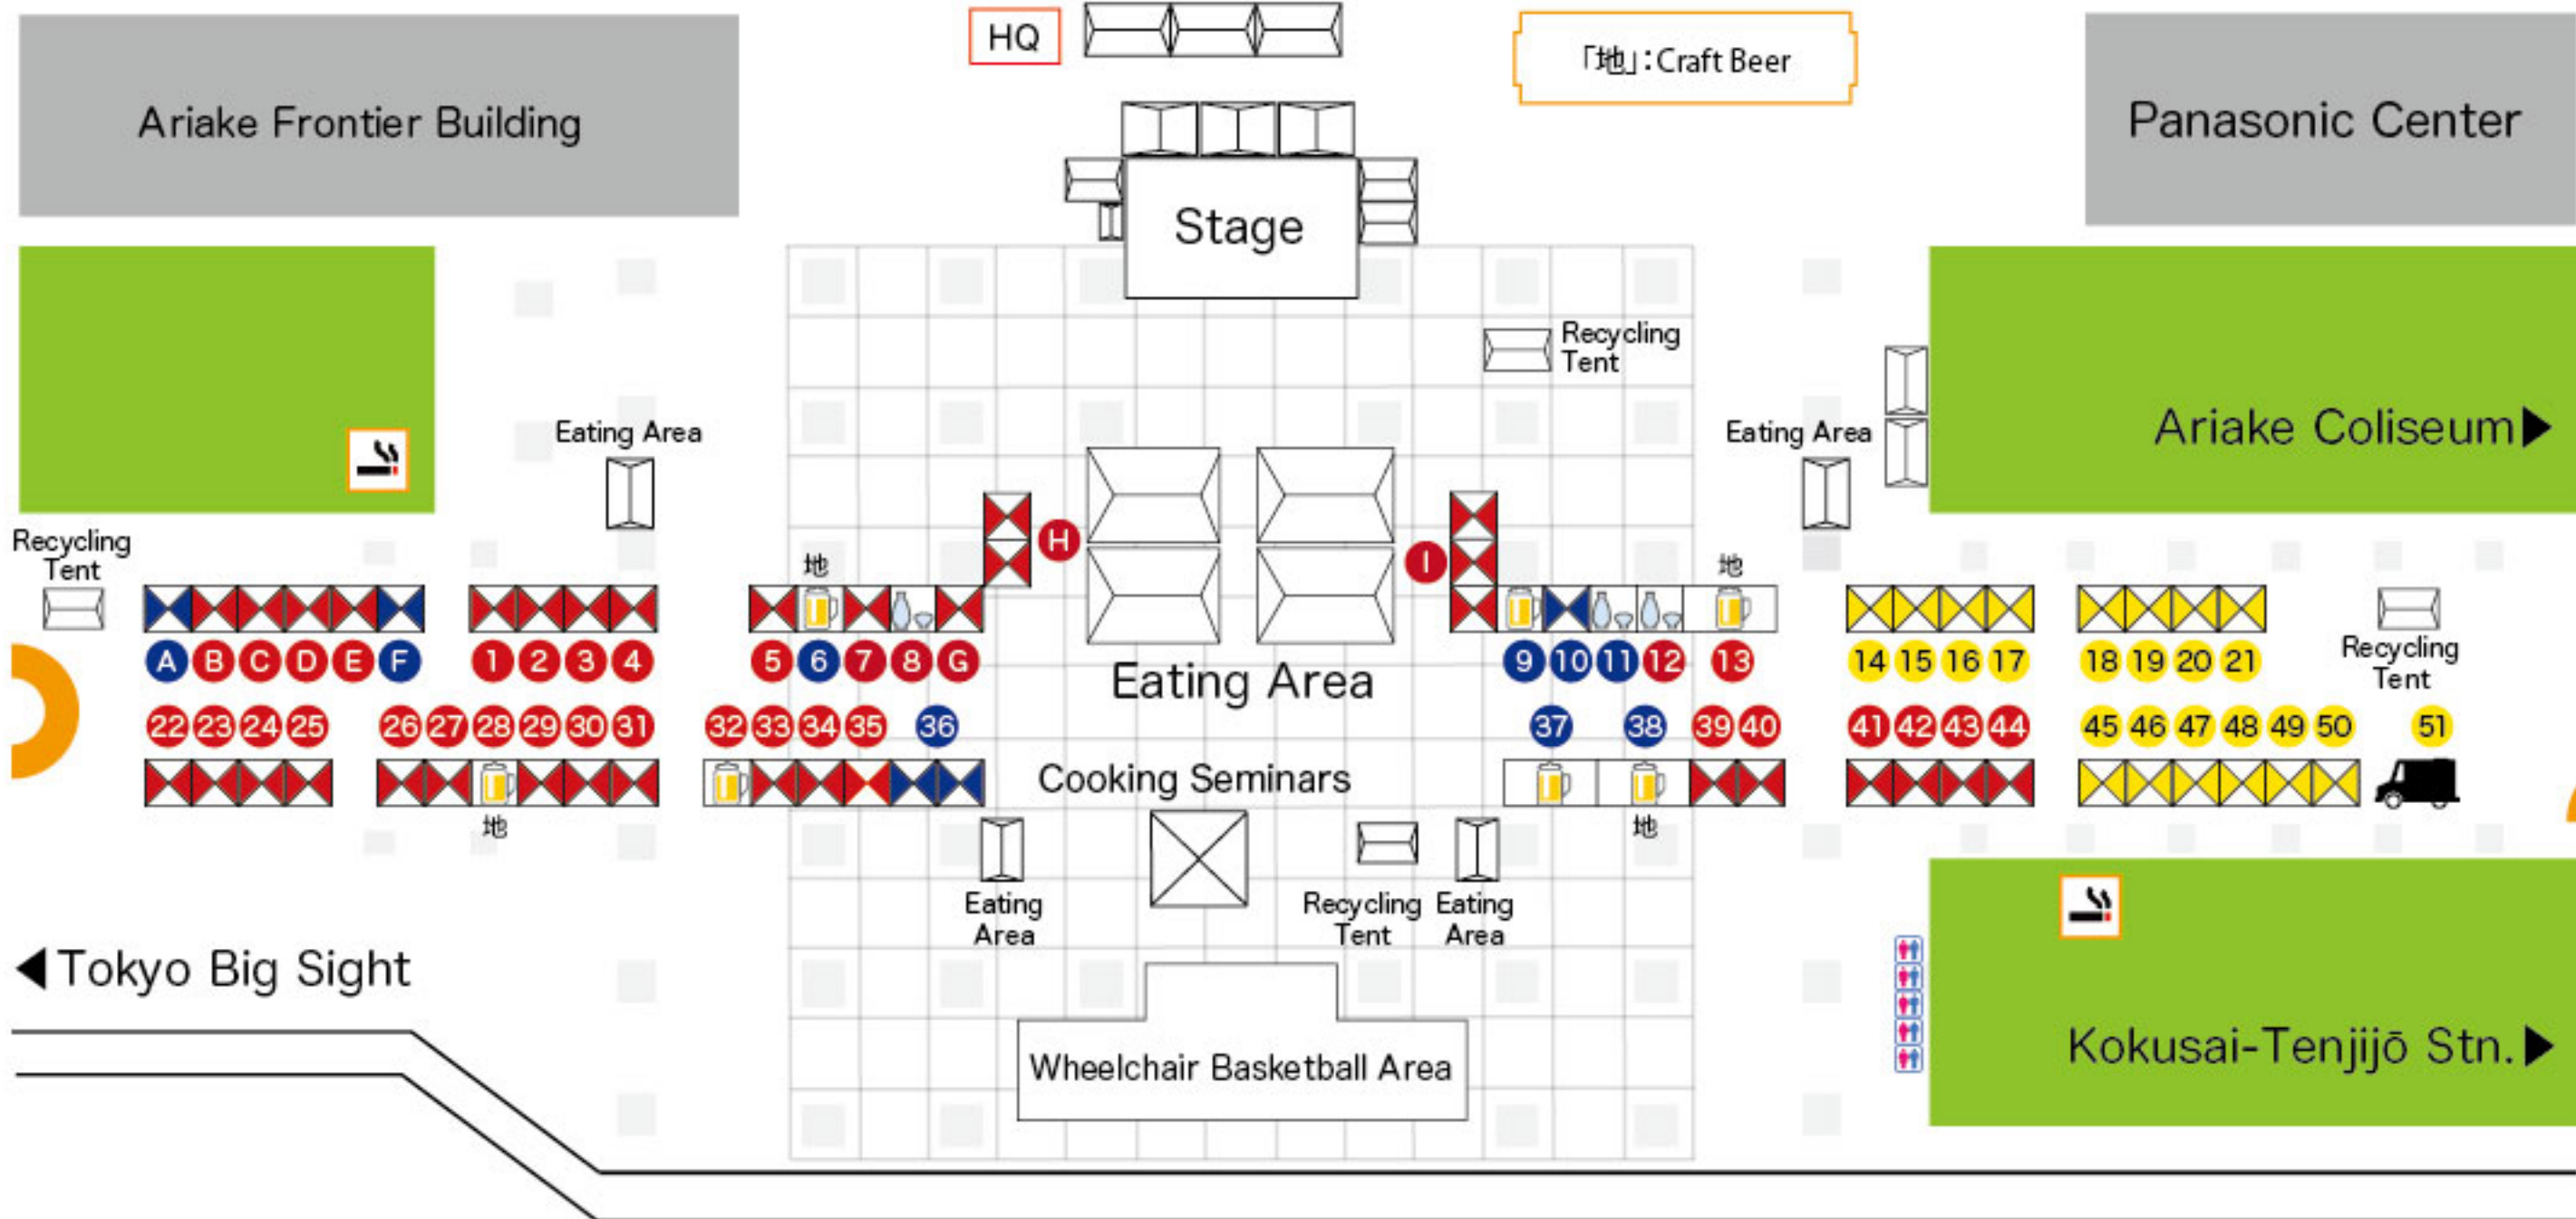 HQ
「地」:Craft Beer
Ariake Frontier Building
Panasonic Center
Stage
Recycling
Tent
Eating Area
Eating Area
Ariake Coliseum
Recycling
Tent
H
I
地
地
A B C D E F 1 2 3 4 5 6 7 8 G 9 10 11 12 13 14 15 16 17 18 19 20 21
Recycling
Tent
Eating Area
22 23 24 25 26 27 28 29 30 31 32 33 34 35 36 37 38 39 40 41 42 43 44 45 46 47 48 49 50 51
Cooking Seminars
地
地
Eating
Area
Recycling
Tent
Eating
Area
Tokyo Big Sight
Wheelchair Basketball Area
Kokusai-Tenjijō Stn.